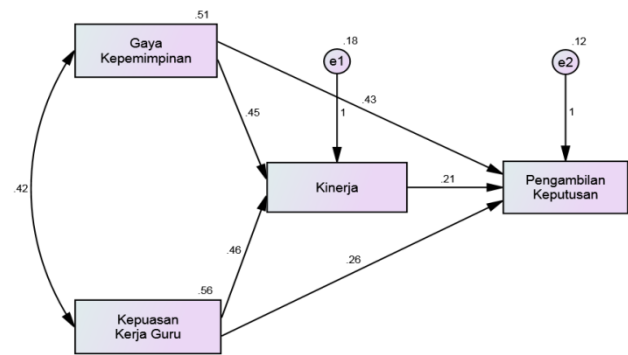 .51
Gaya
Kepemimpinan
.18
e1
.12
e2
.43
.45
1
1
.42
Kinerja
.21
Pengambilan
Keputusan
.46
.26
.56
Kepuasan
Kerja Guru